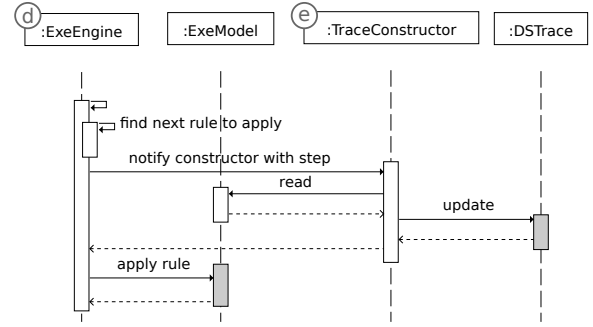 d
e
:ExeEngine
:ExeModel
:TraceConstructor
:DSTrace
find next rule to apply
notify constructor with step
read
update
apply rule